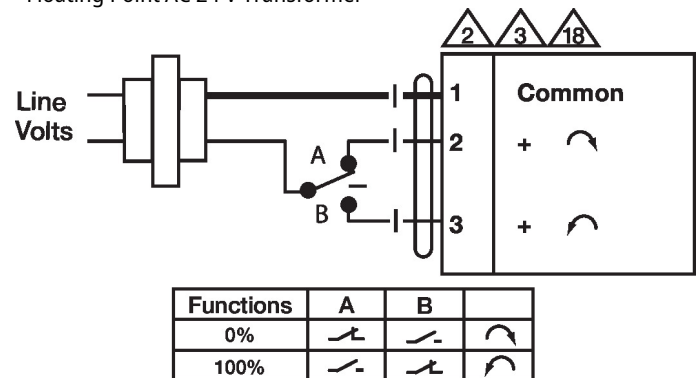 Floating Point AC 24 V Transformer
2 3 18
Line
Volts
1 Common
A
2 +
B
3 +
Functions A B
0%
100%